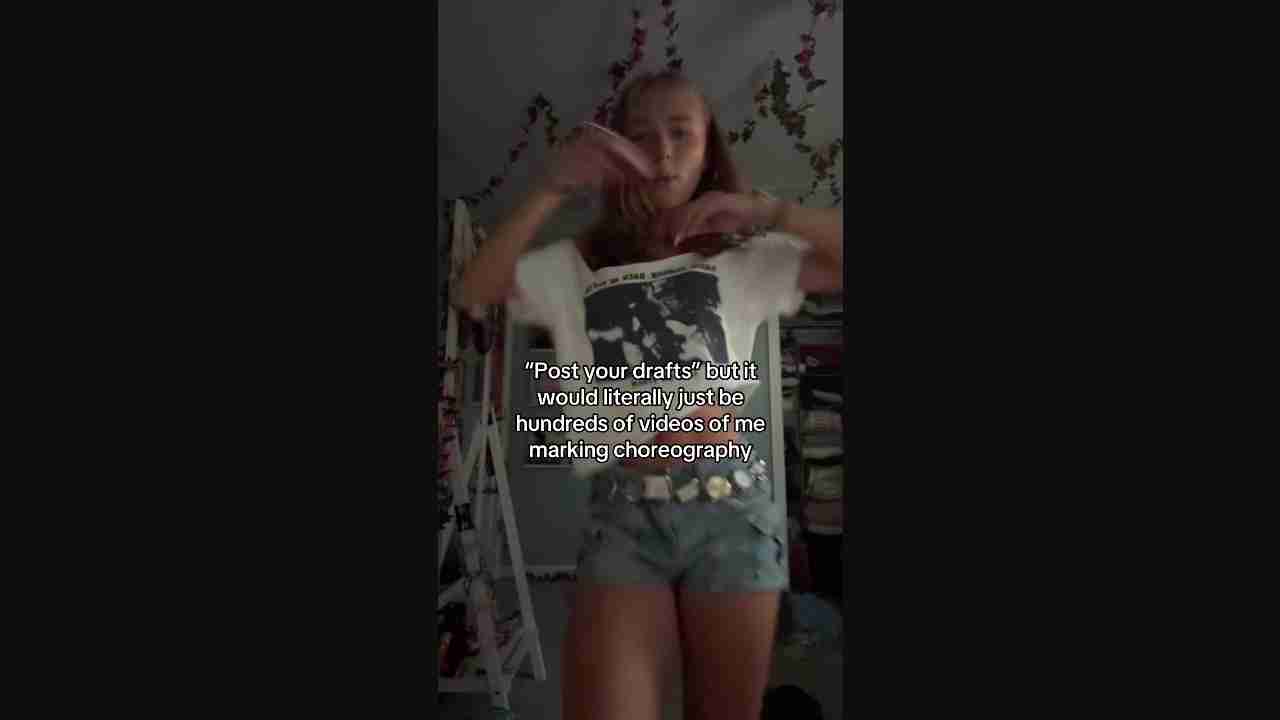 “Post your drafts” but it
would literally just be
hundreds of videos of me
marking choreography